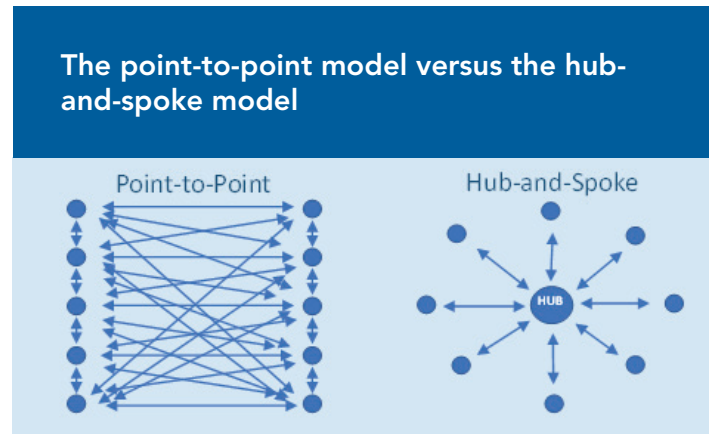 The point-to-point model versus the hub-
and-spoke model
Point-to-Point
Hub-and-Spoke
HUB